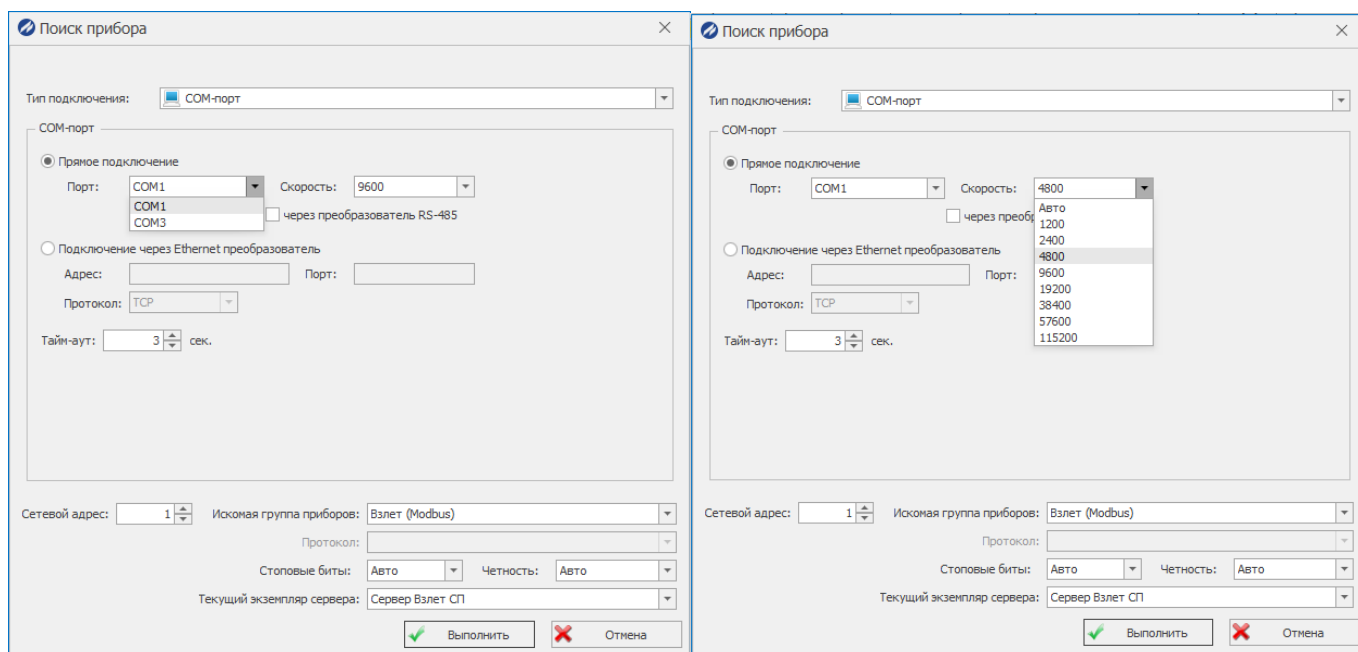 Поиск прибора
Тип подключения: COM-порт
COM-порт
Прямое подключение
Порт: COM1 Скорость: 9600
COM1
COM3
через преобразователь RS-485
Подключение через Ethernet преобразователь
Адрес: Порт:
Протокол: TCP
Тайм-аут: 3 сек.
Сетевой адрес: 1 Искомая группа приборов: Взлет (Modbus)
Протокол:
Стоповые биты: Авто Четность: Авто
Текущий экземпляр сервера: Сервер Взлет СП
Выполнить Отмена
Поиск прибора
Тип подключения: COM-порт
COM-порт
Прямое подключение
Порт: COM1 Скорость: 4800
Авто
через преоб
1200
2400
4800
9600
19200
38400
57600
115200
Подключение через Ethernet преобразователь
Адрес: Порт:
Протокол: TCP
Тайм-аут: 3 сек.
Сетевой адрес: 1 Искомая группа приборов: Взлет (Modbus)
Протокол:
Стоповые биты: Авто Четность: Авто
Текущий экземпляр сервера: Сервер Взлет СП
Выполнить Отмена